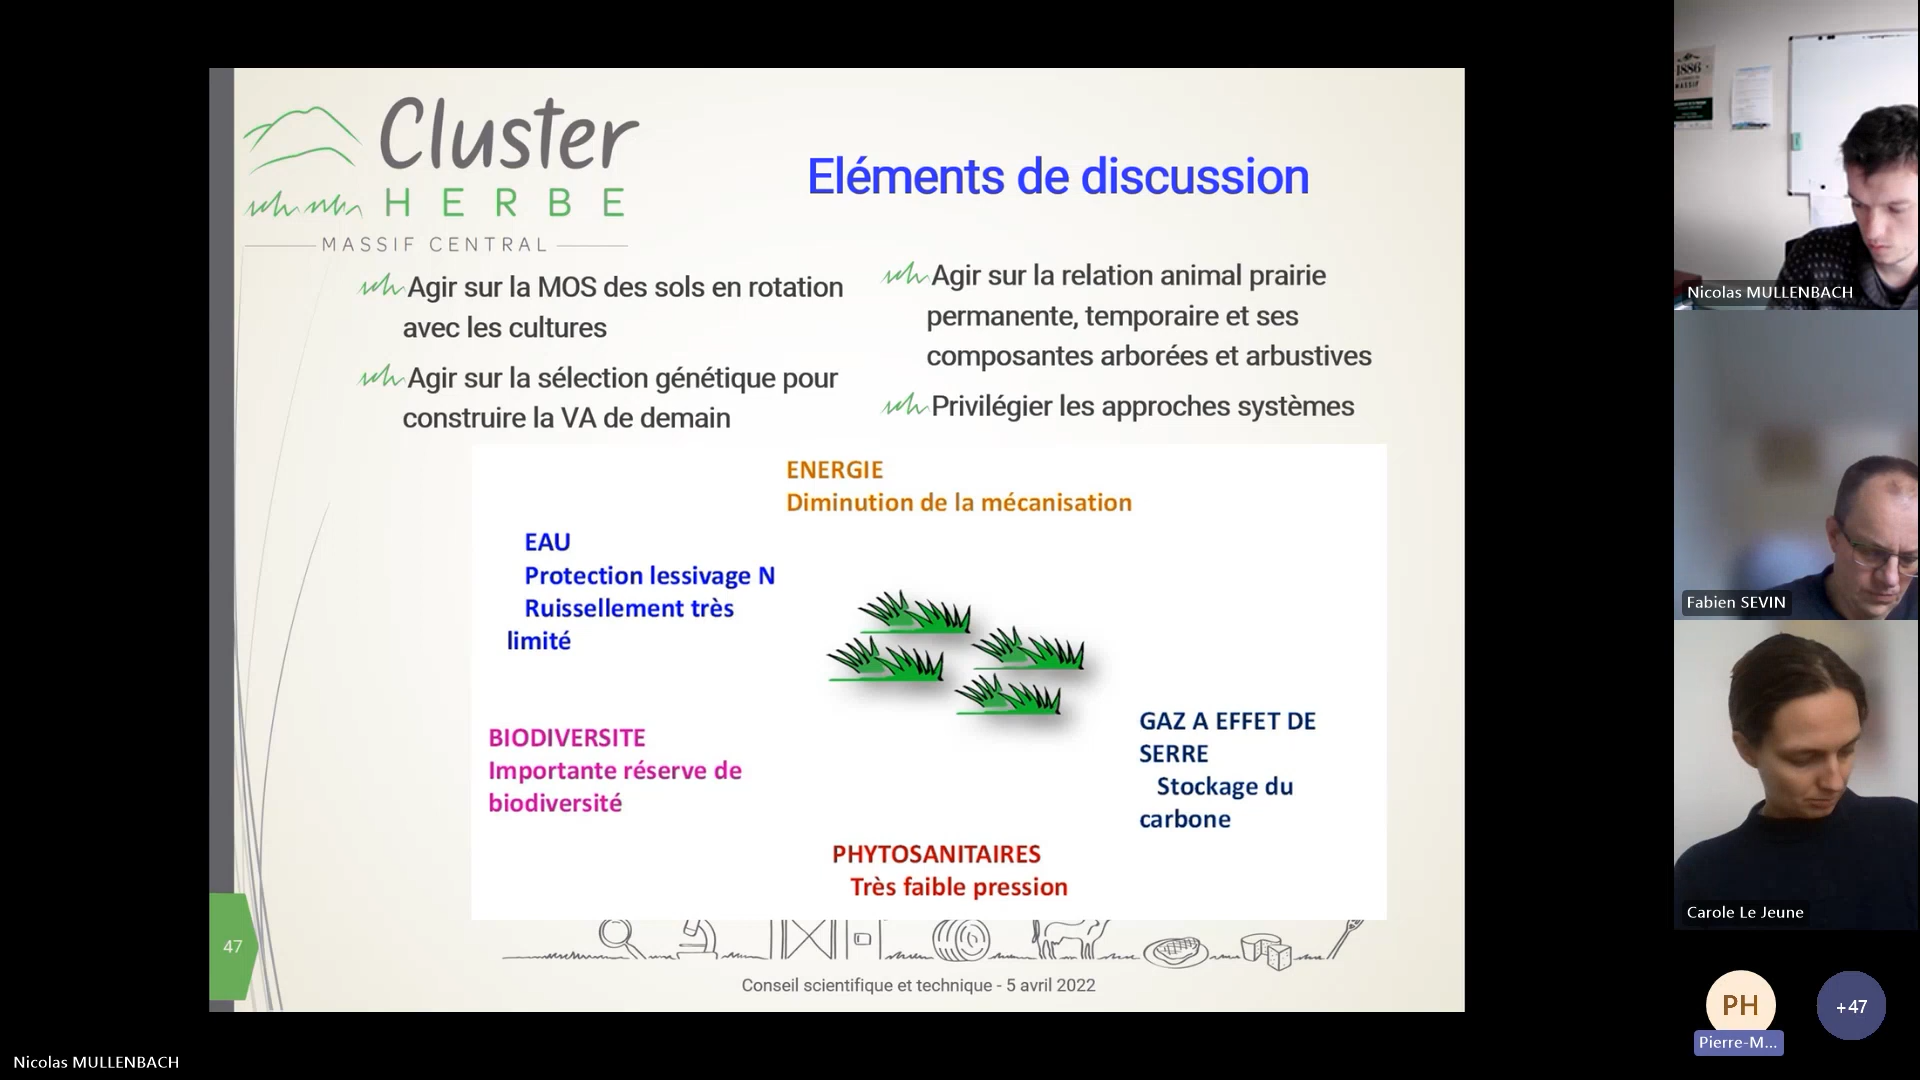 Cluster
HERBE
MASSIF CENTRAL
Eléments de discussion
Agir sur la MOS des sols en rotation
avec les cultures
Agir sur la sélection génétique pour
construire la VA de demain
Agir sur la relation animal prairie
permanente, temporaire et ses
composantes arborées et arbustives
Privilégier les approches systèmes
ENERGIE
Diminution de la mécanisation
EAU
Protection lessivage N
Ruissellement très
limité
BIODIVERSITE
Importante réserve de
biodiversité
GAZ A EFFET DE
SERRE
Stockage du
carbone
PHYTOSANITAIRES
Très faible pression
47
Conseil scientifique et technique - 5 avril 2022
Nicolas MULLENBACH
1886
MASSIF
Nicolas MULLENBACH
Fabien SEVIN
Carole Le Jeune
PH
Pierre-M...
+47